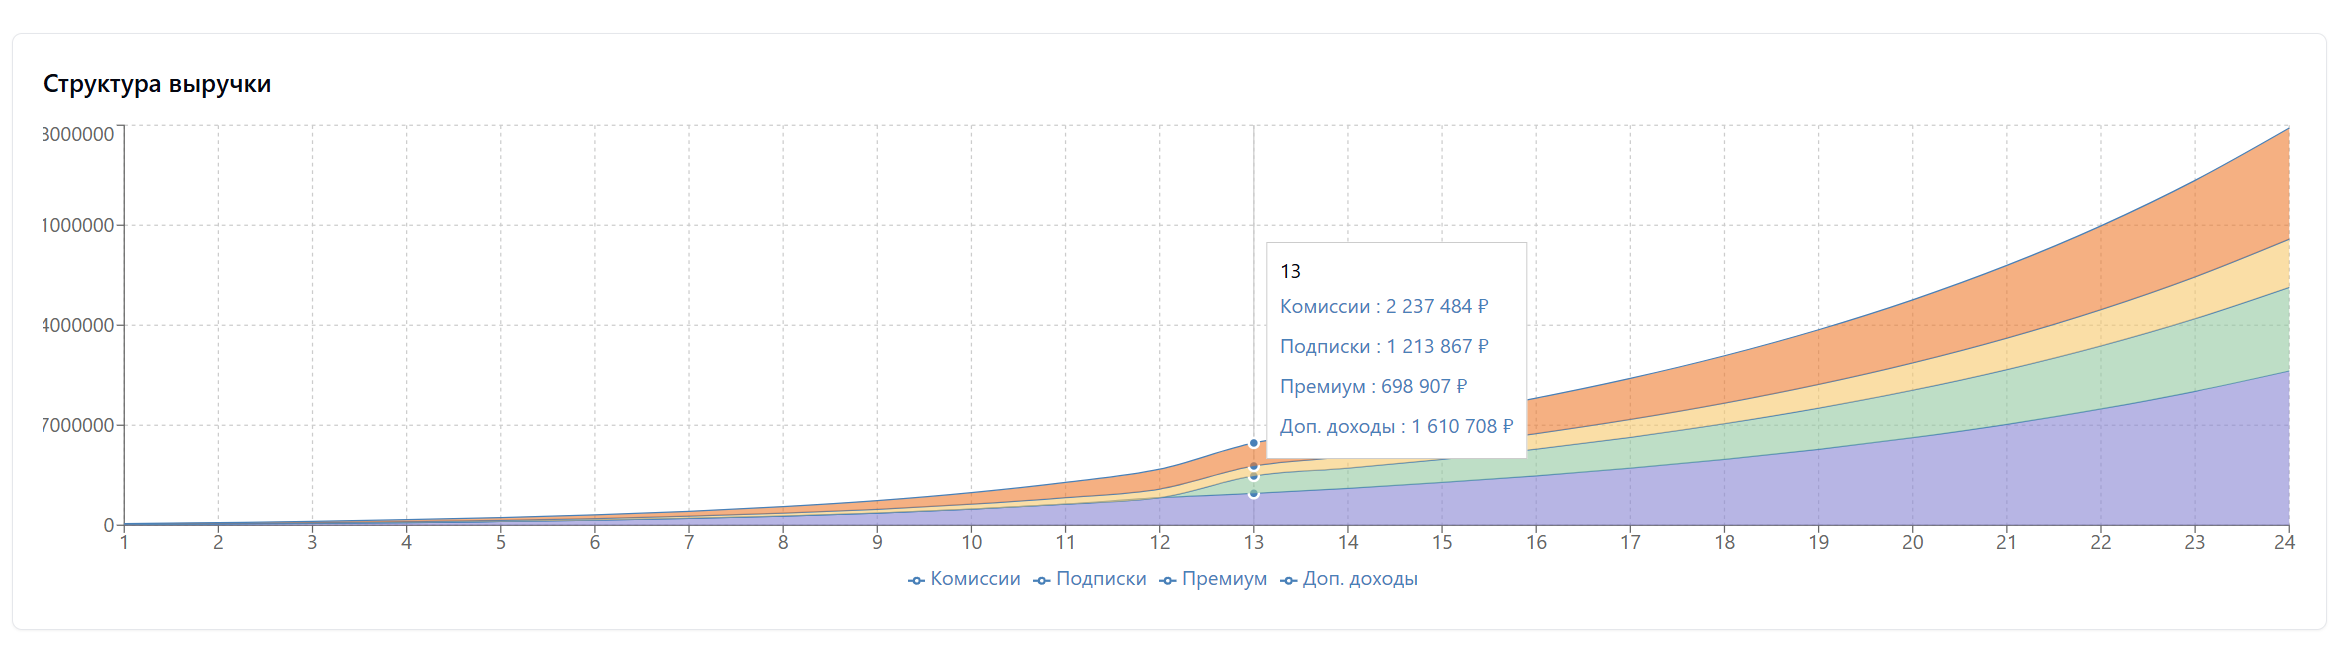 Структура выручки
8000000
1000000
4000000
7000000
0
1 2 3 4 5 6 7 8 9 10 11 12 13 14 15 16 17 18 19 20 21 22 23 24
13
Комиссии : 2 237 484 ₽
Подписки : 1 213 867 ₽
Премиум : 698 907 ₽
Доп. доходы : 1 610 708 ₽
Комиссии Подписки Премиум Доп. доходы